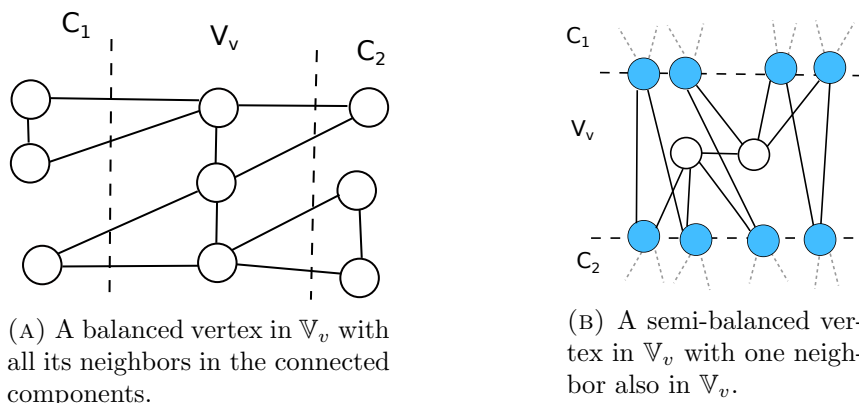 C₁
Vᵥ
C₂
C₁
Vᵥ
C₂
(A) A balanced vertex in 𝕍ᵥ with
all its neighbors in the connected
components.
(B) A semi-balanced ver-
tex in 𝕍ᵥ with one neigh-
bor also in 𝕍ᵥ.